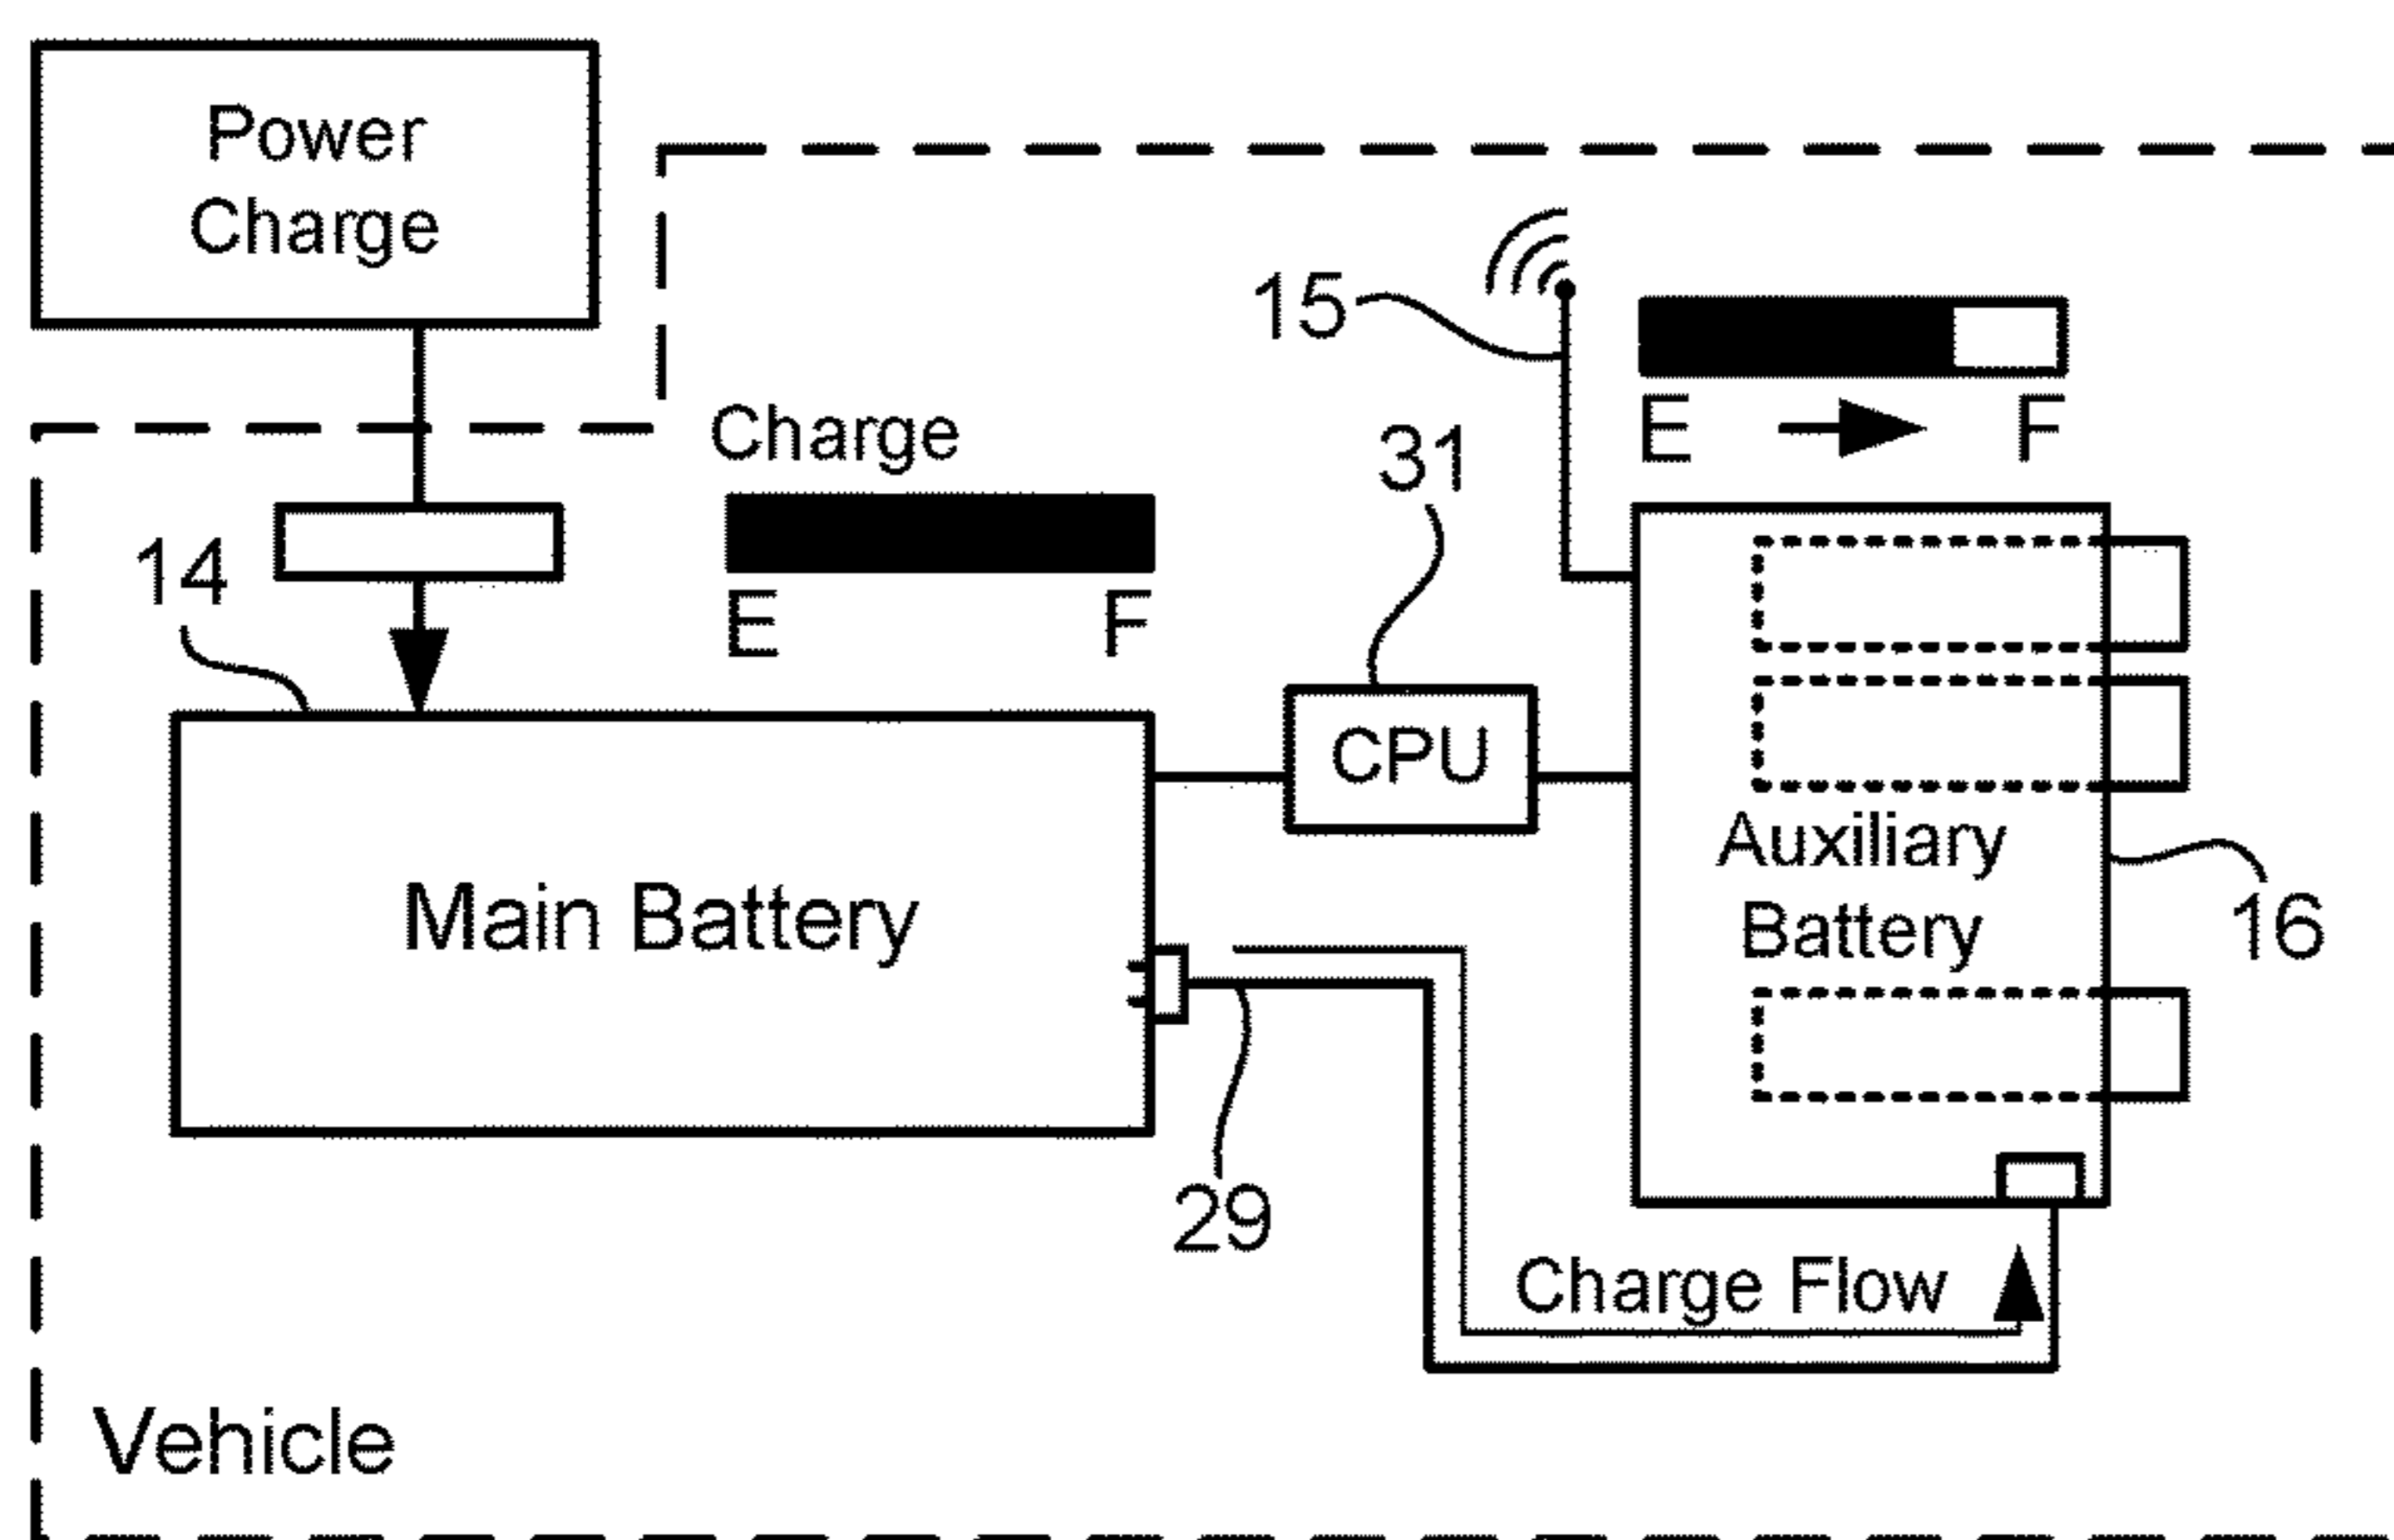 Power
Charge
15
Charge
E
F
31
E
F
14
CPU
Main Battery
Auxiliary
Battery
16
29
Charge Flow
Vehicle